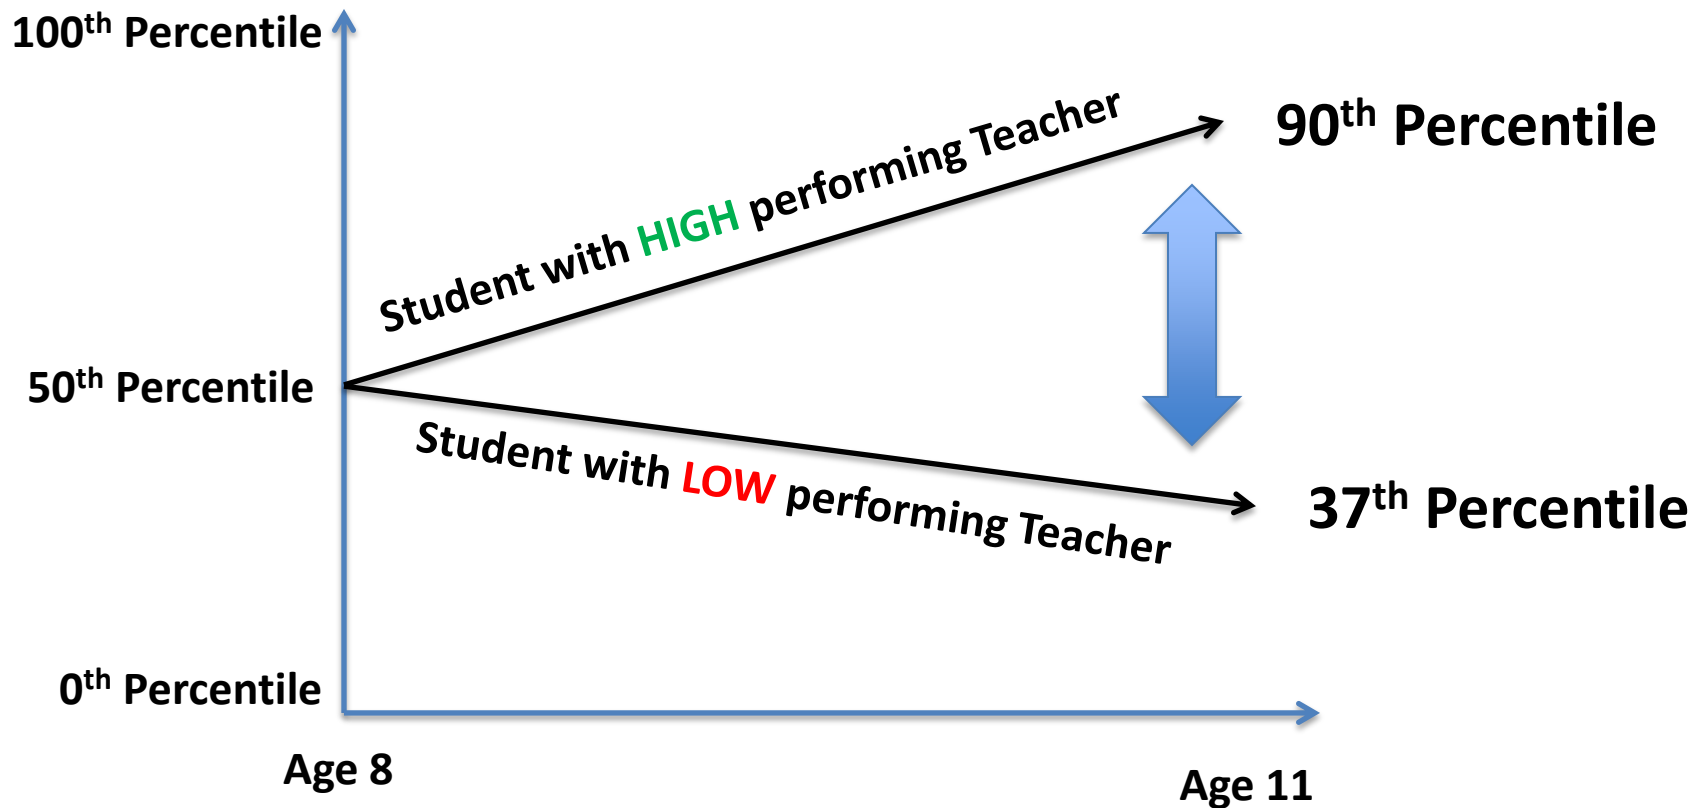 100th Percentile
Student with HIGH performing Teacher
90th Percentile
50th Percentile
Student with LOW performing Teacher
37th Percentile
0th Percentile
Age 8
Age 11